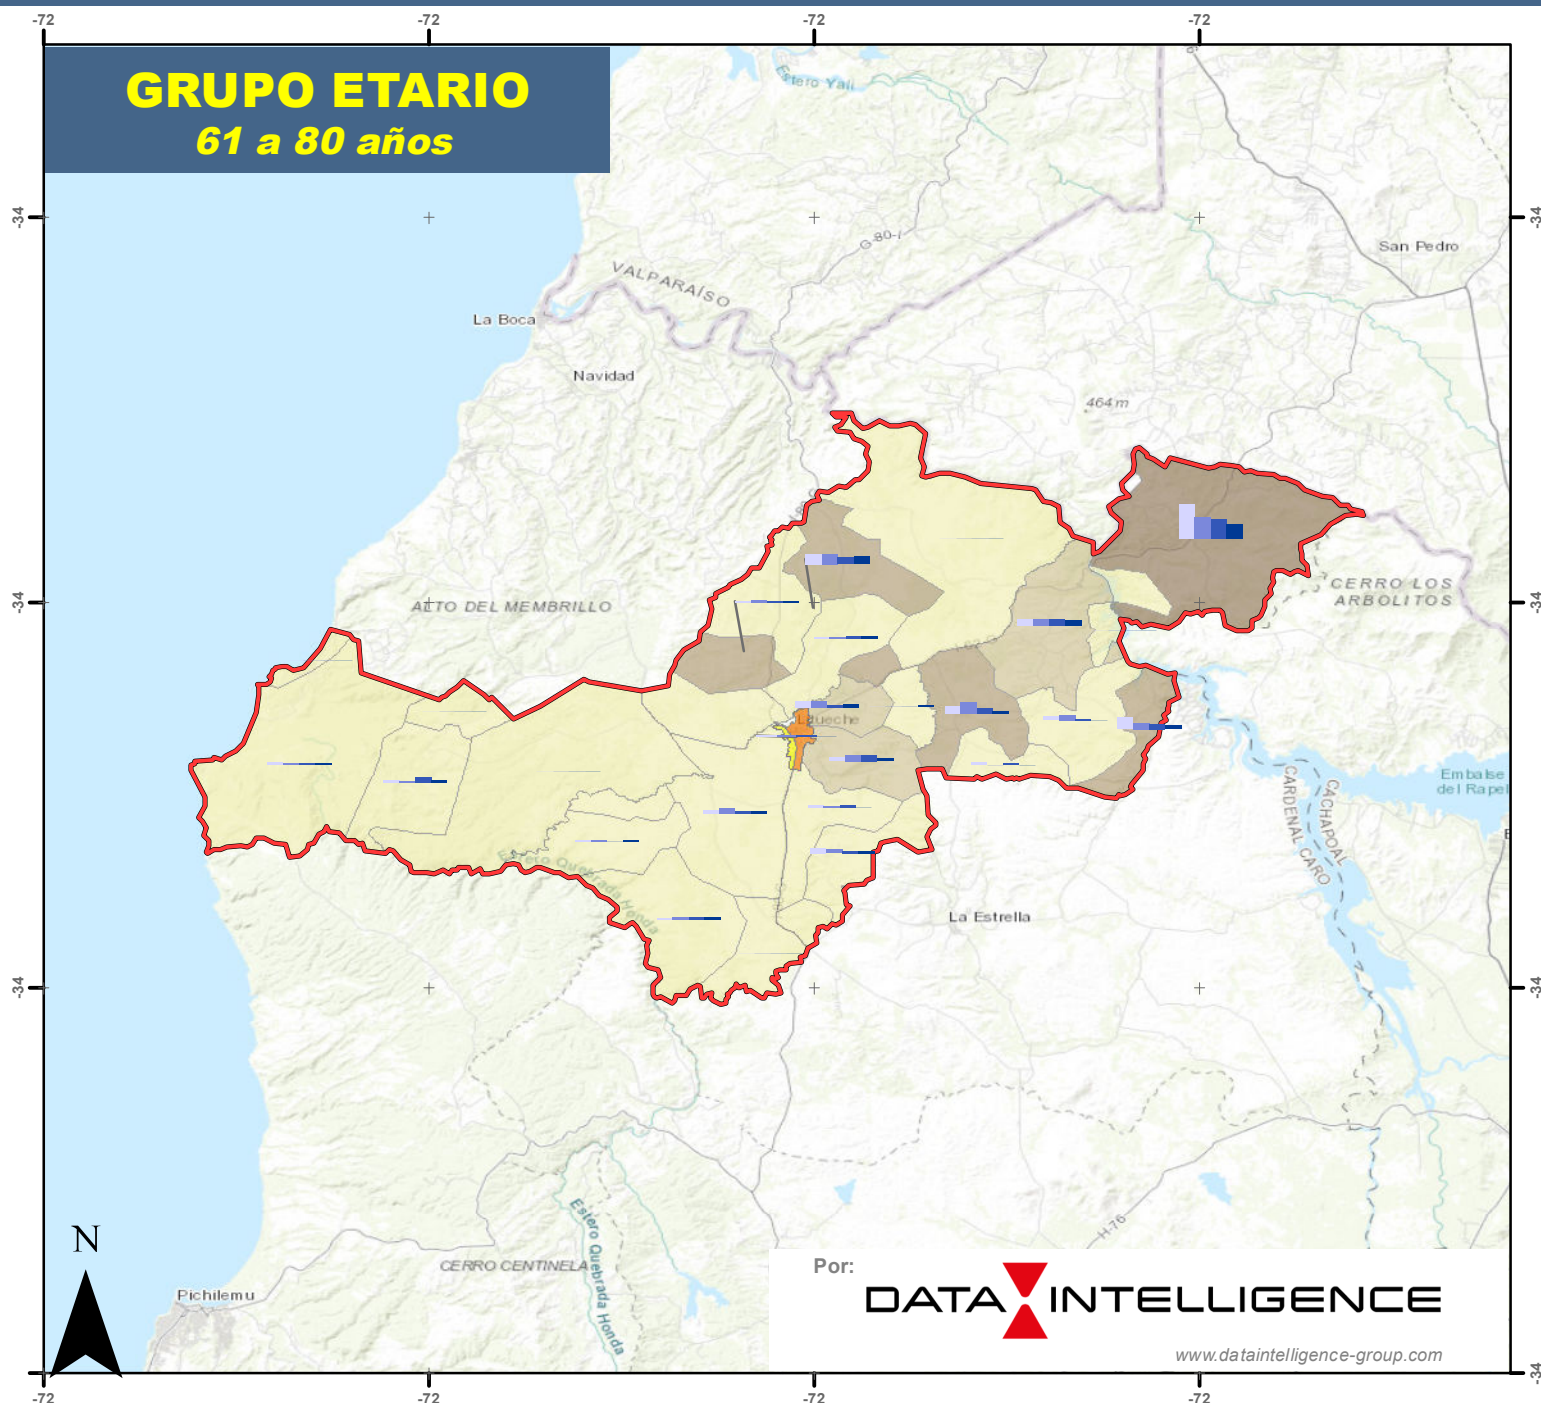 -72 -72 -72 -72
GRUPO ETARIO
61 a 80 años
Estero Yali
-34 -34
G-80-I
San Pedro
VALPARAÍSO
La Boca
Navidad
464 m
-34 -34
ALTO DEL MEMBRILLO
CERRO LOS
ARBOLITOS
Litueche
Embalse
del Rapel
CACHAPOAL
CARDENAL CARO
Estero Quebrada Honda
La Estrella
-34 -34
Estero Quebrada Honda
H-76
N
CERRO CENTINELA
Pichilemu
Por:
DATA INTELLIGENCE
www.dataintelligence-group.com
-34
-72 -72 -72 -72